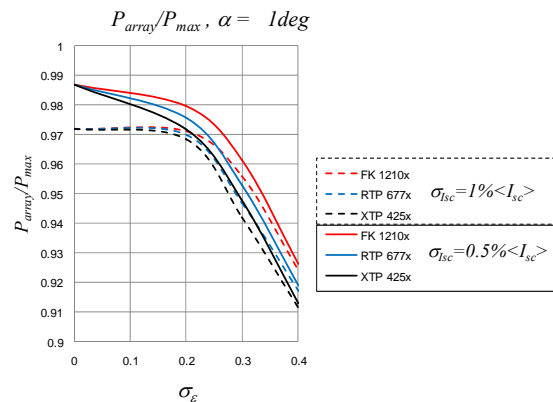 P_array/P_max , α = 1deg
1
0.99
0.98
0.97
0.96
0.95
0.94
0.93
0.92
0.91
0.9
P_array/P_max
0
0.1
0.2
0.3
0.4
σ_ε
FK 1210x
RTP 677x
XTP 425x
σ_Isc=1%<I_sc>
FK 1210x
RTP 677x
XTP 425x
σ_Isc=0.5%<I_sc>